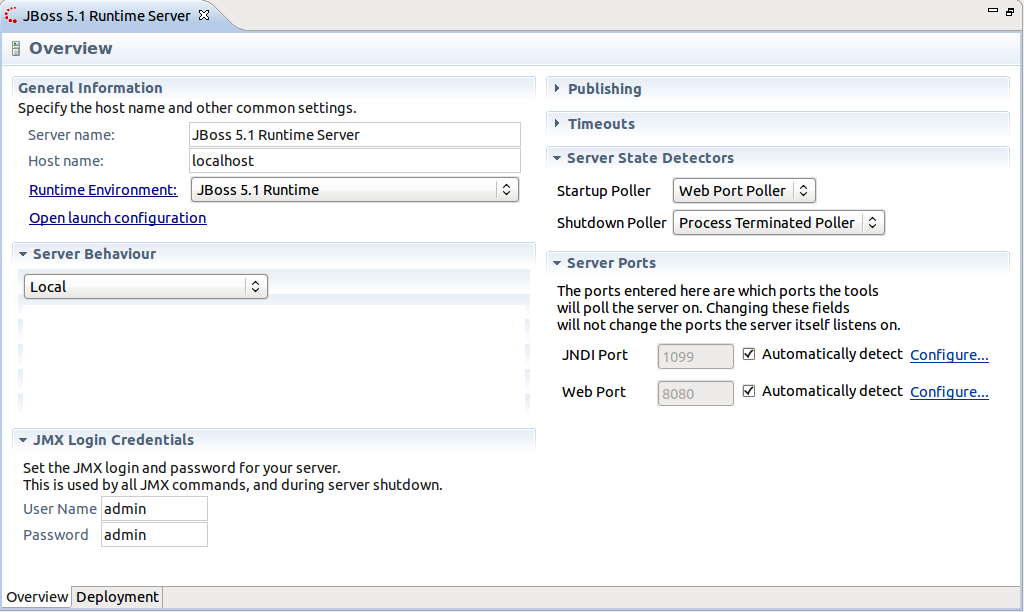 JBoss 5.1 Runtime Server
Overview
General Information
Specify the host name and other common settings.
Server name: JBoss 5.1 Runtime Server
Host name: localhost
Runtime Environment: JBoss 5.1 Runtime
Open launch configuration
Server Behaviour
Local
JMX Login Credentials
Set the JMX login and password for your server.
This is used by all JMX commands, and during server shutdown.
User Name admin
Password admin
Publishing
Timeouts
Server State Detectors
Startup Poller Web Port Poller
Shutdown Poller Process Terminated Poller
Server Ports
The ports entered here are which ports the tools
will poll the server on. Changing these fields
will not change the ports the server itself listens on.
JNDI Port 1099 Automatically detect Configure...
Web Port 8080 Automatically detect Configure...
Overview Deployment